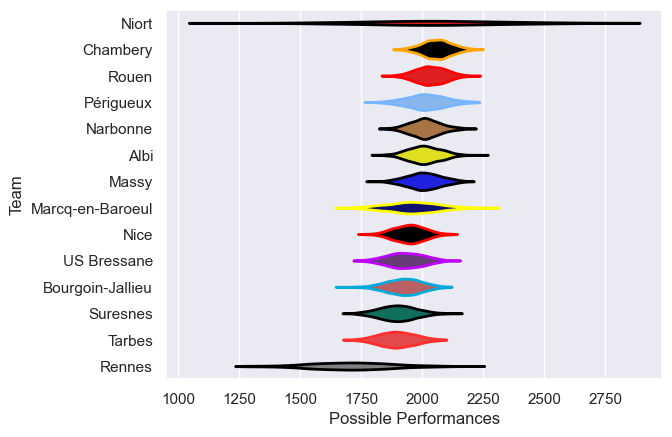 Niort
Chambery
Rouen
Périgueux
Narbonne
Albi
Massy
Marcq-en-Baroeul
Nice
US Bressane
Bourgoin-Jallieu
Suresnes
Tarbes
Rennes
Team
1000 1250 1500 1750 2000 2250 2500 2750
Possible Performances